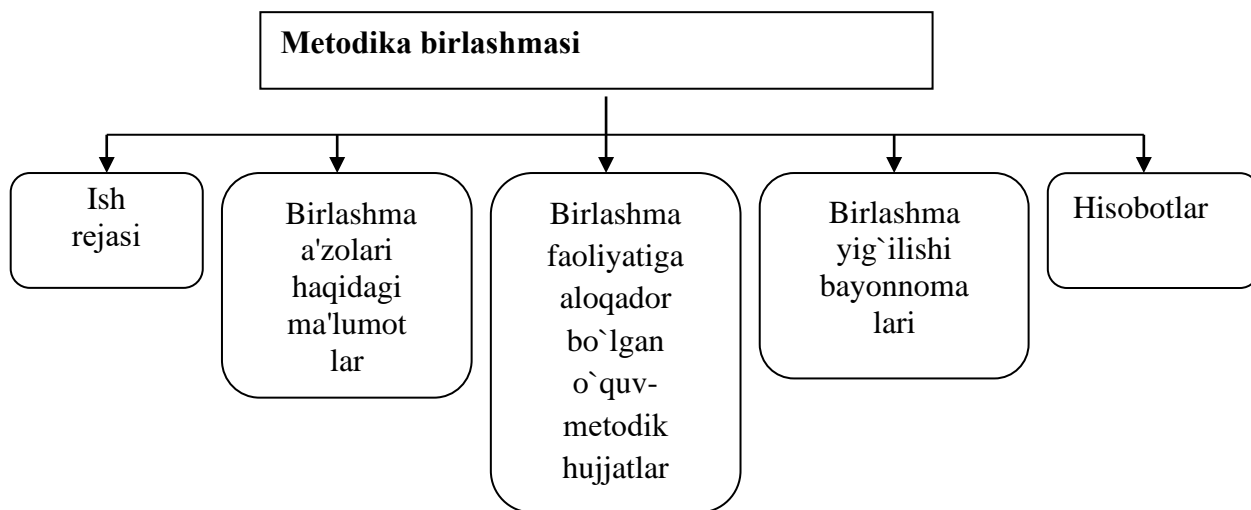 Metodika birlashmasi
Ish
rejasi
Birlashma
a'zolari
haqidagi
ma'lumot
lar
Birlashma
faoliyatiga
aloqador
bo`lgan
o`quv-
metodik
hujjatlar
Birlashma
yig`ilishi
bayonnoma
lari
Hisobotlar